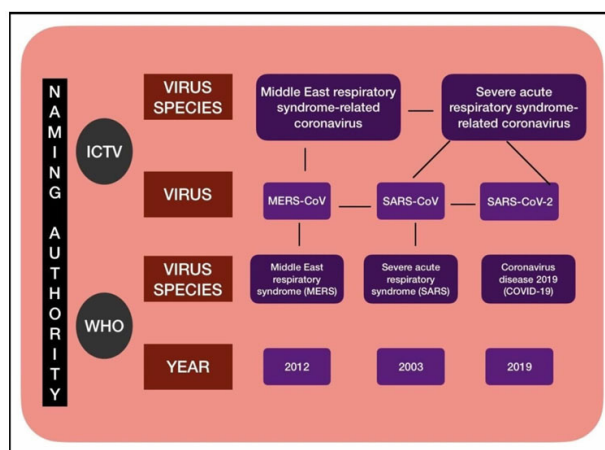 NAMING AUTHORITY
ICTV
WHO
VIRUS
SPECIES
Middle East respiratory
syndrome-related
coronavirus
Severe acute
respiratory syndrome-
related coronavirus
VIRUS
MERS-CoV
SARS-CoV
SARS-CoV-2
VIRUS
SPECIES
Middle East
respiratory
syndrome (MERS)
Severe acute
respiratory
syndrome (SARS)
Coronavirus
disease 2019
(COVID-19)
YEAR
2012
2003
2019